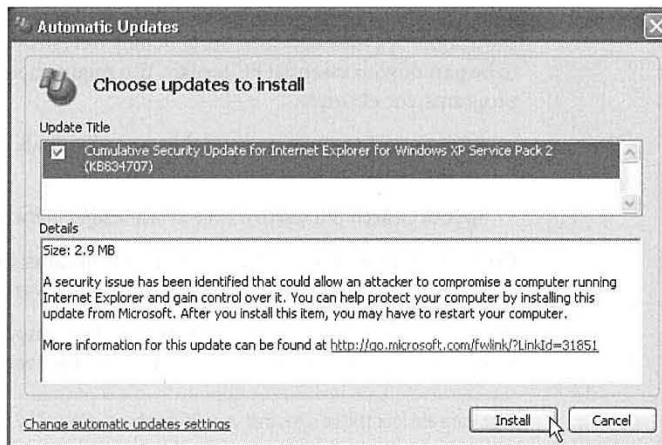 Automatic Updates
Choose updates to install
Update Title
Cumulative Security Update for Internet Explorer for Windows XP Service Pack 2
(KB834707)
Details
Size: 2.9 MB
A security issue has been identified that could allow an attacker to compromise a computer running
Internet Explorer and gain control over it. You can help protect your computer by installing this
update from Microsoft. After you install this item, you may have to restart your computer.
More information for this update can be found at http://go.microsoft.com/fwlink/?LinkId=31851
Change automatic updates settings
Install
Cancel